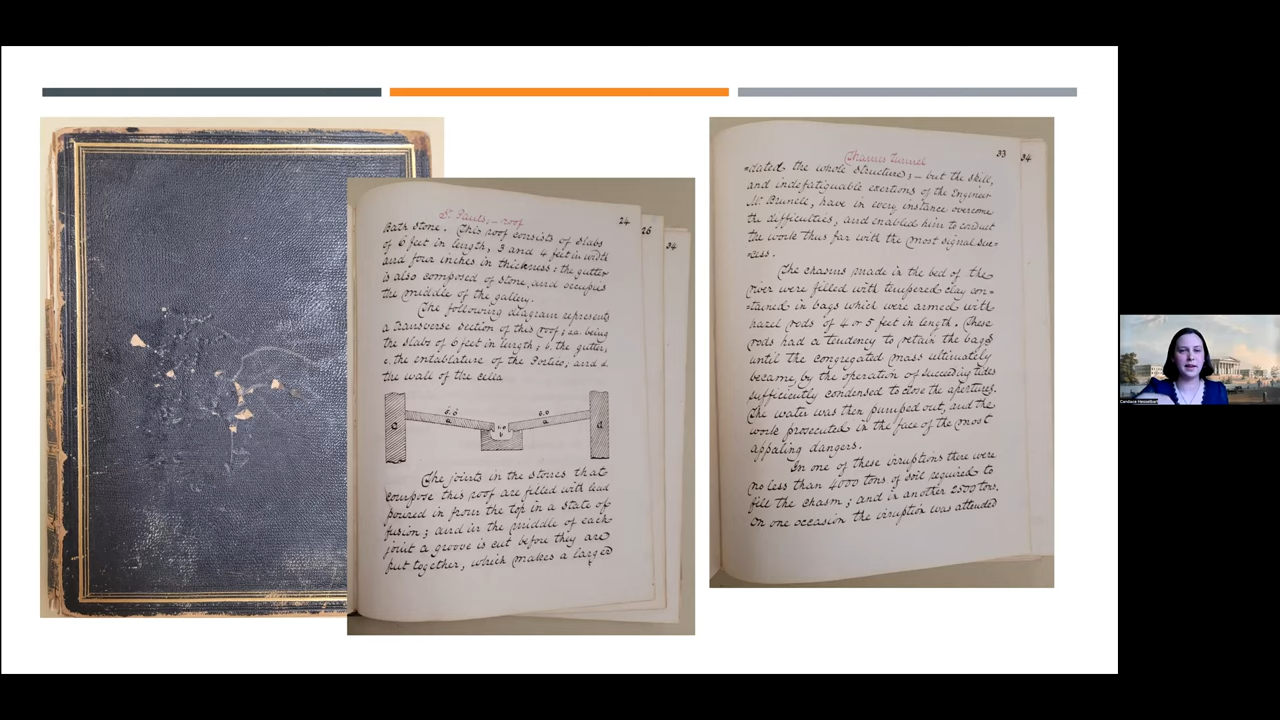 St. Pauls;– roof
24
26
34
Bath stone. This roof consists of slabs
of 6 feet in length, 3 and 4 feet in width
and four inches in thickness: the gutter
is also composed of stone, and occupies
the middle of the gallery.
The following diagram represents
a Transverse section of this roof; aa. being
the slabs of 6 feet in length; b. the gutter,
c. the entablature of the Portico; and d.
the wall of the cella
c
6.0
a
b
6.0
a
d
The joints in the stones that
compose this roof are filled with lead
poured in from the top in a state of
fusion; and in the middle of each
joint a groove is cut before they are
put together, which makes a larger
Thames Tunnel
33
34
=dated the whole structure;– but the skill,
and indefatiguable exertions of the Engineer
Mr. Brunell, have in every instance overcome
the difficulties, and enabled him to conduct
the work thus far with the most signal suc=
=cess.
The chasms made in the bed of the
river were filled with tempered clay con=
=tained in bags which were armed with
hazel rods of 4 or 5 feet in length. These
rods had a tendency to retain the bags
until the congregated mass ultimately
became, by the operation of succeeding tides
sufficiently condensed to close the apertures.
The water was then pumped out, and the
work prosecuted in the face of the most
appaling dangers.
In one of these irruptions there were
no less than 4000 tons of soil required to
fill the chasm; and in another 2500 tons.
On one occasion the irruption was attended
Candace Hesselbart